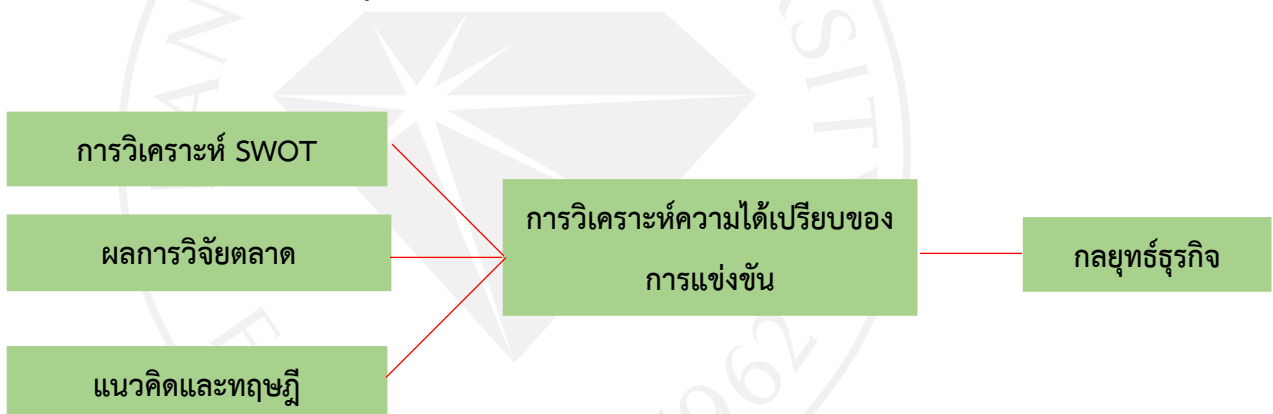 การวิเคราะห์ SWOT
ผลการวิจัยตลาด
แนวคิดและทฤษฎี
การวิเคราะห์ความได้เปรียบของ
การแข่งขัน
กลยุทธ์ธุรกิจ